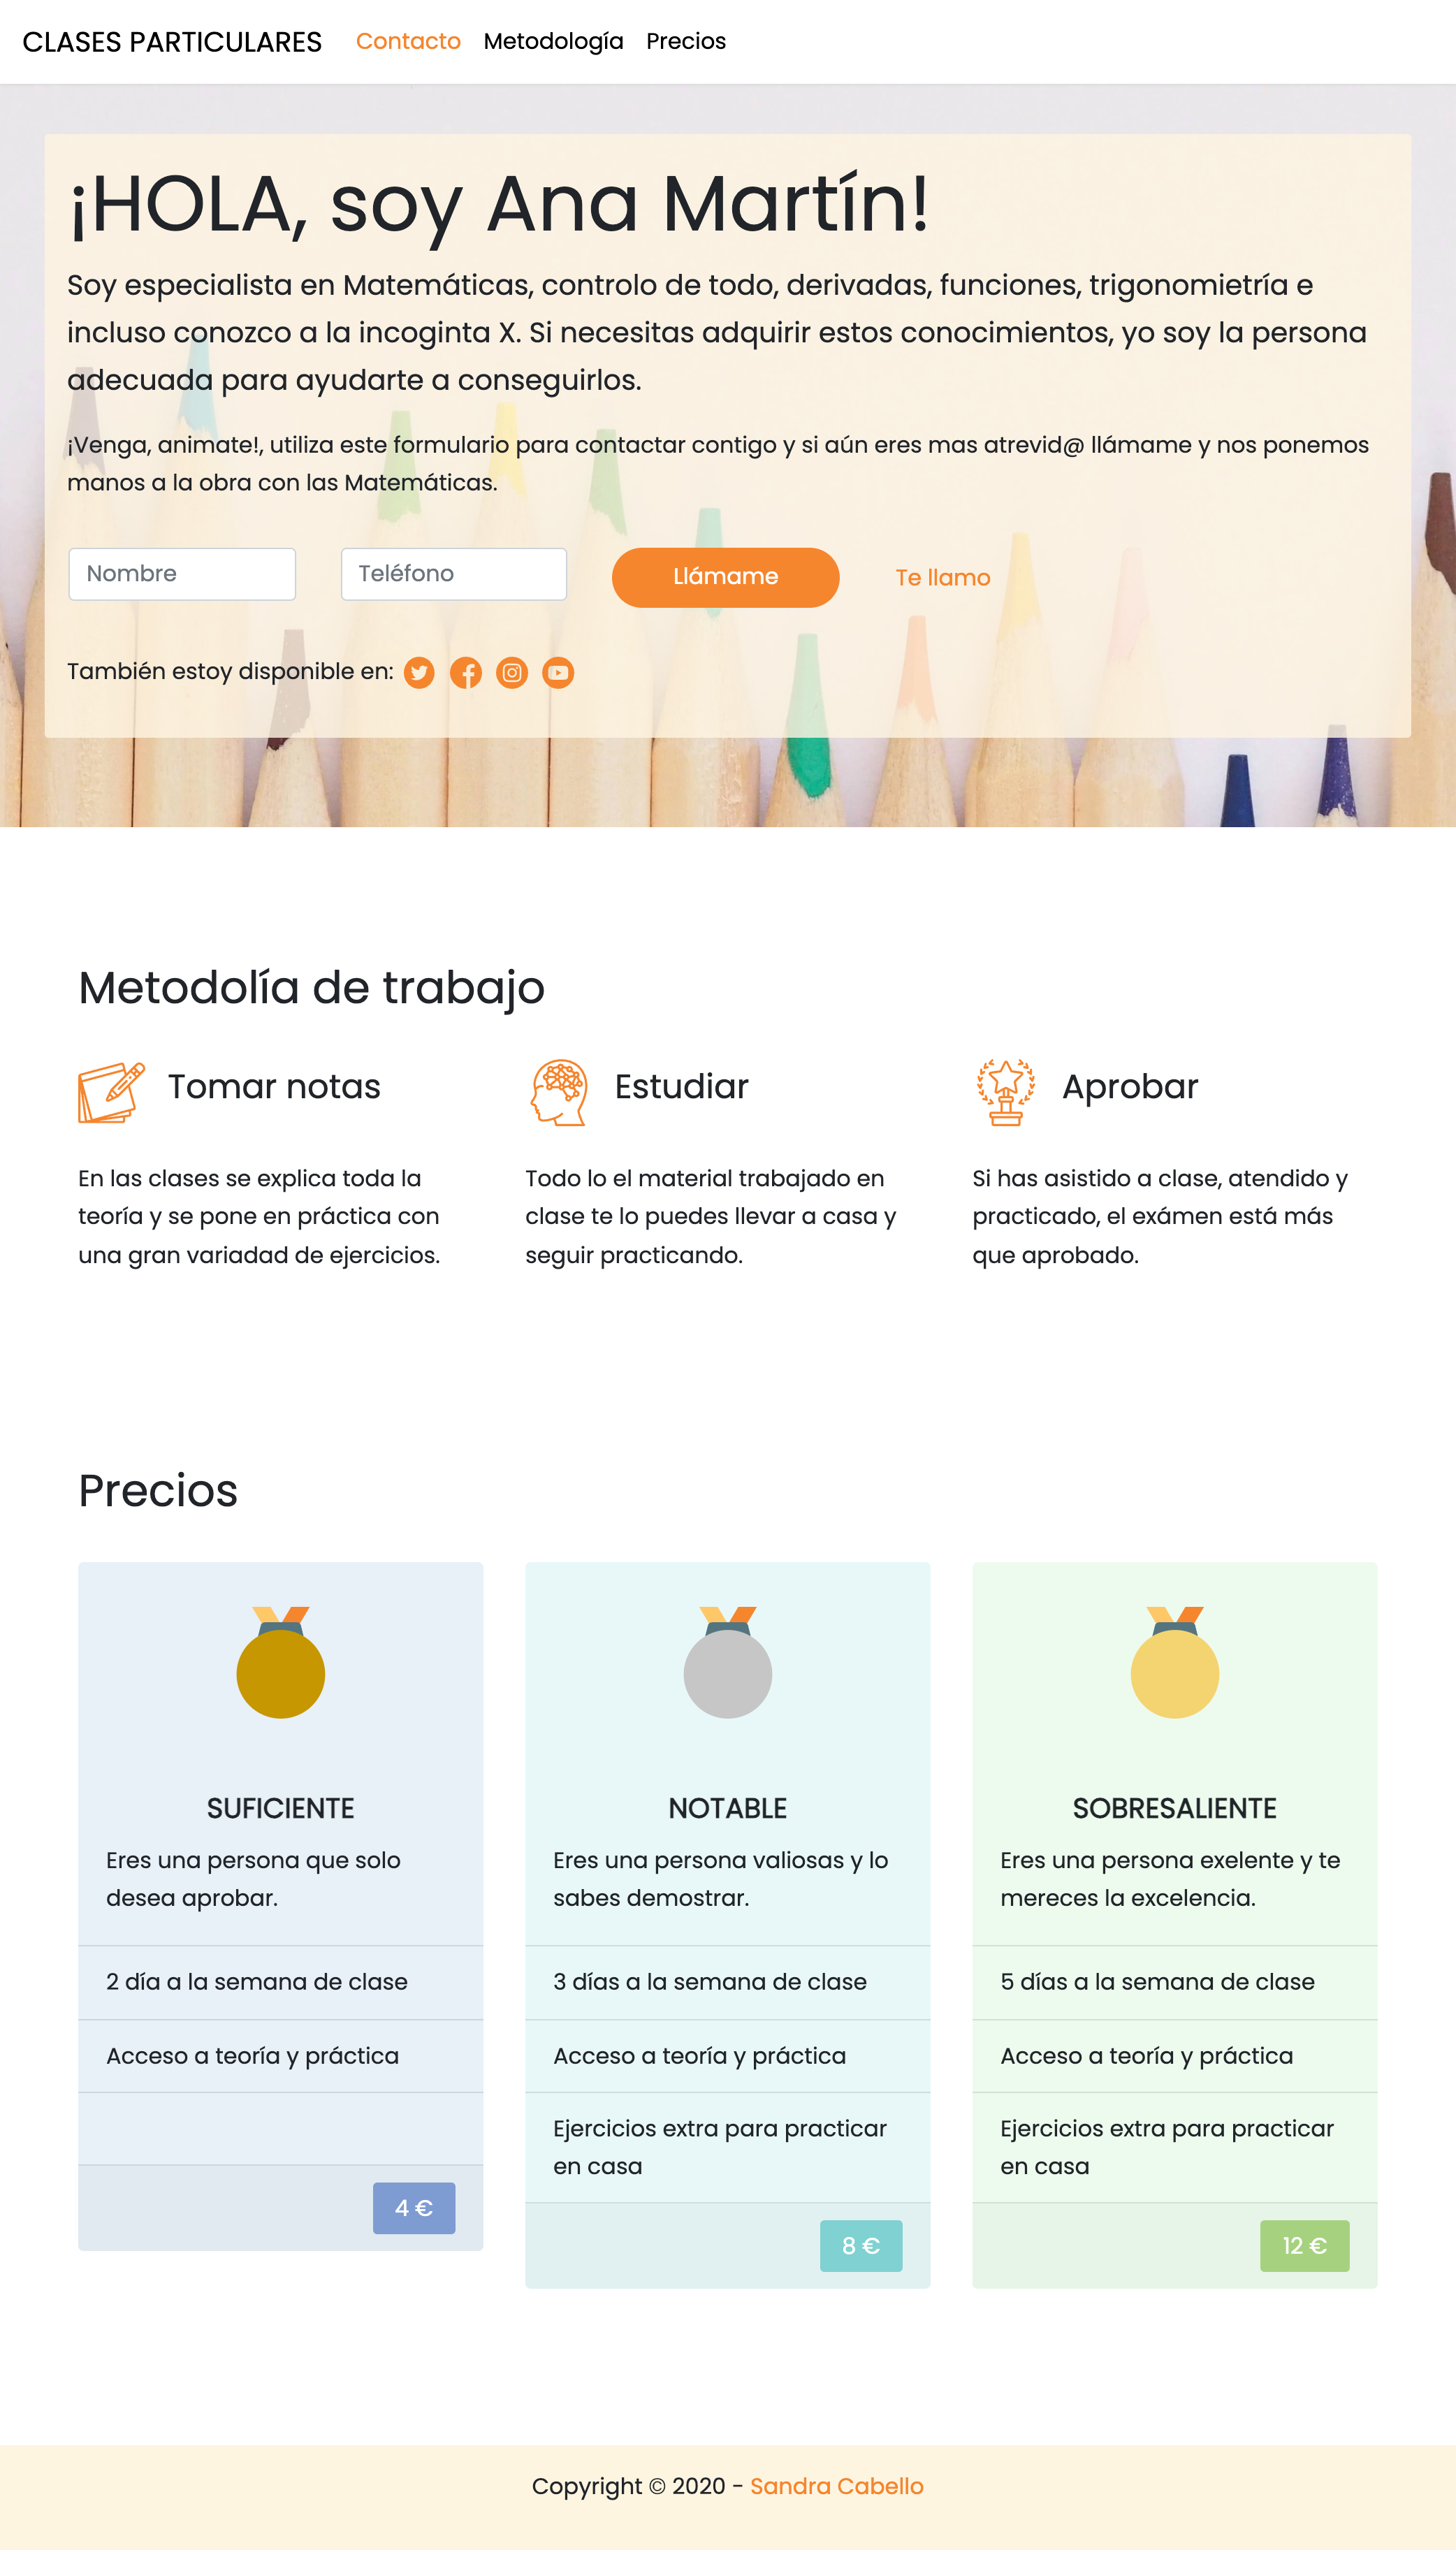 CLASES PARTICULARES Contacto Metodología Precios
¡HOLA, soy Ana Martín!
Soy especialista en Matemáticas, controlo de todo, derivadas, funciones, trigonomietría e
incluso conozco a la incoginta X. Si necesitas adquirir estos conocimientos, yo soy la persona
adecuada para ayudarte a conseguirlos.
¡Venga, animate!, utiliza este formulario para contactar contigo y si aún eres mas atrevid@ llámame y nos ponemos
manos a la obra con las Matemáticas.
Nombre Teléfono Llámame Te llamo
También estoy disponible en:
Metodolía de trabajo
Tomar notas
En las clases se explica toda la
teoría y se pone en práctica con
una gran variadad de ejercicios.
Estudiar
Todo lo el material trabajado en
clase te lo puedes llevar a casa y
seguir practicando.
Aprobar
Si has asistido a clase, atendido y
practicado, el exámen está más
que aprobado.
Precios
SUFICIENTE
Eres una persona que solo
desea aprobar.
2 día a la semana de clase
Acceso a teoría y práctica
4 €
NOTABLE
Eres una persona valiosas y lo
sabes demostrar.
3 días a la semana de clase
Acceso a teoría y práctica
Ejercicios extra para practicar
en casa
8 €
SOBRESALIENTE
Eres una persona exelente y te
mereces la excelencia.
5 días a la semana de clase
Acceso a teoría y práctica
Ejercicios extra para practicar
en casa
12 €
Copyright © 2020 - Sandra Cabello